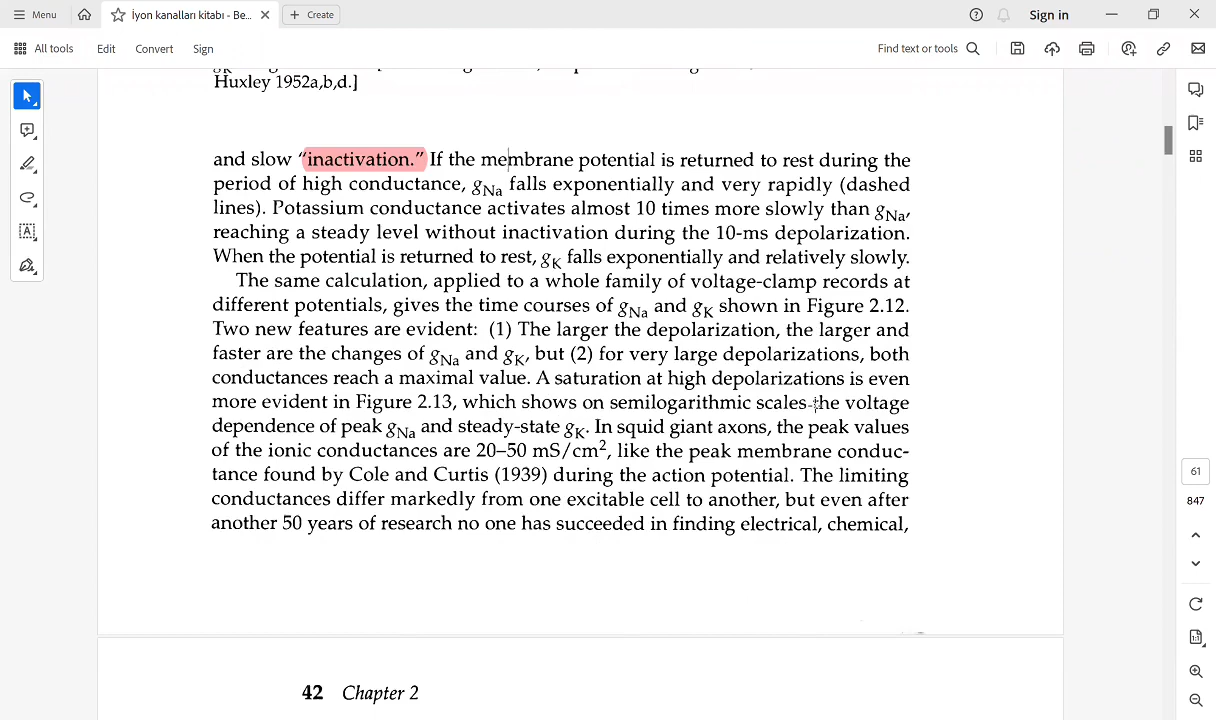 Menu
İyon kanalları kitabı - Be...
Create
Sign in
All tools
Edit
Convert
Sign
Find text or tools
Huxley 1952a,b,d.]
and slow “inactivation.” If the membrane potential is returned to rest during the
period of high conductance, gNa falls exponentially and very rapidly (dashed
lines). Potassium conductance activates almost 10 times more slowly than gNa,
reaching a steady level without inactivation during the 10-ms depolarization.
When the potential is returned to rest, gK falls exponentially and relatively slowly.
The same calculation, applied to a whole family of voltage-clamp records at
different potentials, gives the time courses of gNa and gK shown in Figure 2.12.
Two new features are evident: (1) The larger the depolarization, the larger and
faster are the changes of gNa and gK, but (2) for very large depolarizations, both
conductances reach a maximal value. A saturation at high depolarizations is even
more evident in Figure 2.13, which shows on semilogarithmic scales the voltage
dependence of peak gNa and steady-state gK. In squid giant axons, the peak values
of the ionic conductances are 20–50 mS/cm², like the peak membrane conduc-
tance found by Cole and Curtis (1939) during the action potential. The limiting
conductances differ markedly from one excitable cell to another, but even after
another 50 years of research no one has succeeded in finding electrical, chemical,
42 Chapter 2
61
847
1:1